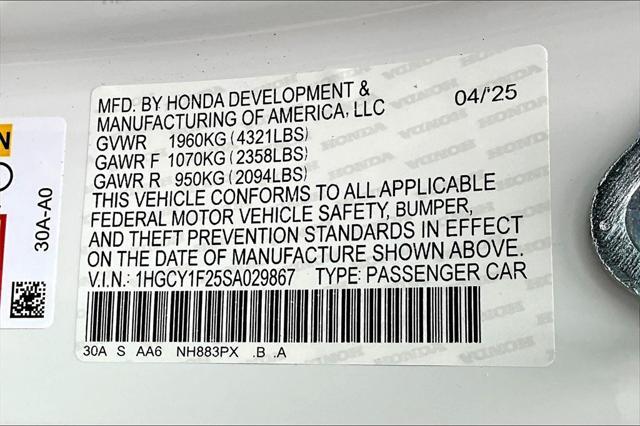 MFD. BY HONDA DEVELOPMENT &
MANUFACTURING OF AMERICA, LLC 04/'25
GVWR 1960KG (4321LBS)
GAWR F 1070KG (2358LBS)
GAWR R 950KG (2094LBS)
THIS VEHICLE CONFORMS TO ALL APPLICABLE
FEDERAL MOTOR VEHICLE SAFETY, BUMPER,
AND THEFT PREVENTION STANDARDS IN EFFECT
ON THE DATE OF MANUFACTURE SHOWN ABOVE.
V.I.N.: 1HGCY1F25SA029867 TYPE: PASSENGER CAR
30A S AA6 NH883PX .B .A
30A-A0
HONDA